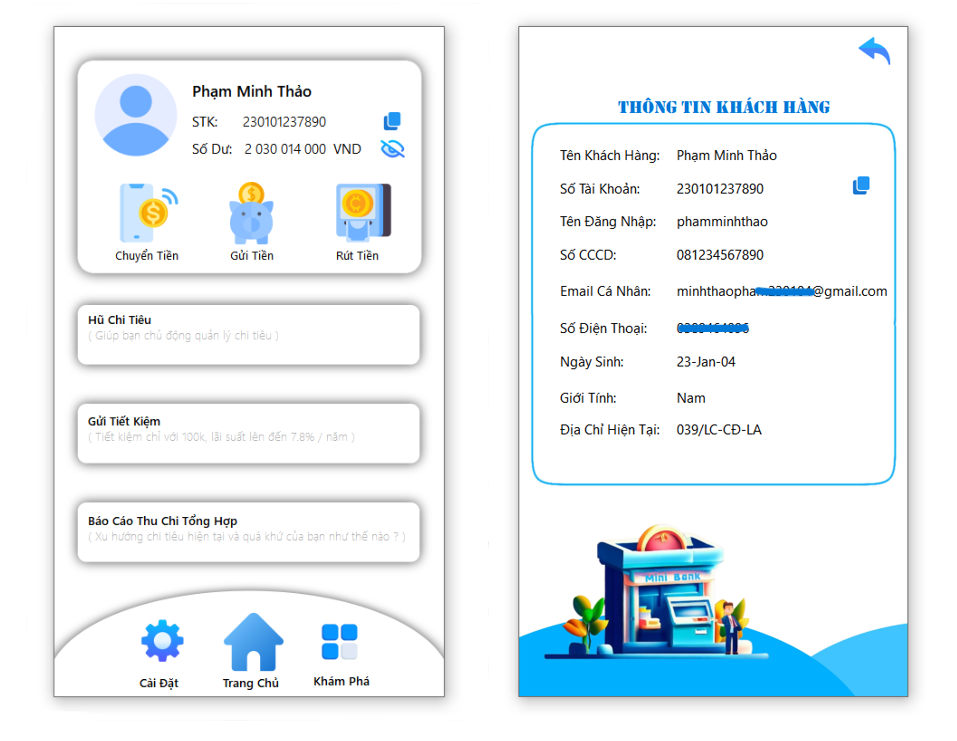 Phạm Minh Thảo
STK: 230101237890
Số Dư: 2 030 014 000 VND
Chuyển Tiền Gửi Tiền Rút Tiền
Hũ Chi Tiêu
( Giúp bạn chủ động quản lý chi tiêu )
Gửi Tiết Kiệm
( Tiết kiệm chỉ với 100k, lãi suất lên đến 7.8% / năm )
Báo Cáo Thu Chi Tổng Hợp
( Xu hướng chi tiêu hiện tại và quá khứ của bạn như thế nào ? )
Cài Đặt Trang Chủ Khám Phá
THÔNG TIN KHÁCH HÀNG
Tên Khách Hàng: Phạm Minh Thảo
Số Tài Khoản: 230101237890
Tên Đăng Nhập: phamminhthao
Số CCCD: 081234567890
Email Cá Nhân: minhthaopham @gmail.com
Số Điện Thoại:
Ngày Sinh: 23-Jan-04
Giới Tính: Nam
Địa Chỉ Hiện Tại: 039/LC-CĐ-LA
Mini Bank